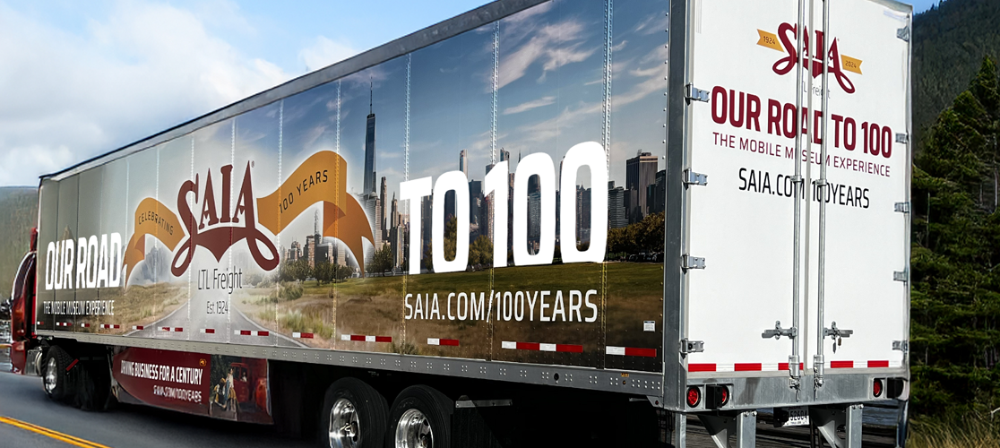 OUR ROAD
THE MOBILE MUSEUM EXPERIENCE
CELEBRATING
SAIA
100 YEARS
LTL Freight
Est. 1924
TO 100
SAIA.COM/100YEARS
DRIVING BUSINESS FOR A CENTURY
SAIA.COM/100YEARS
1924
SAIA
2024
LTL Freight
OUR ROAD TO 100
THE MOBILE MUSEUM EXPERIENCE
SAIA.COM/100YEARS